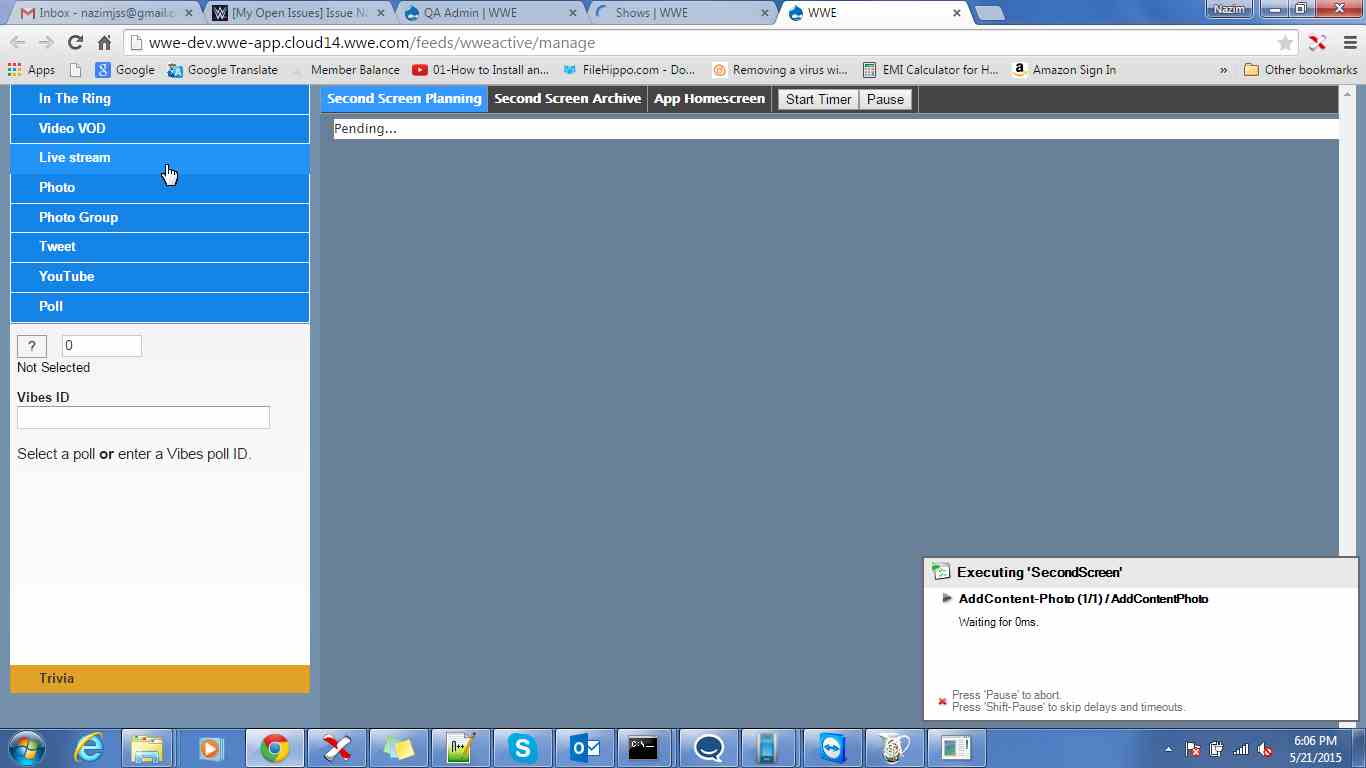 Inbox - nazimjss@gmail.c
[My Open Issues] Issue Na
QA Admin | WWE
Shows | WWE
WWE
Nazim
wwe-dev.wwe-app.cloud14.wwe.com/feeds/wweactive/manage
Apps
Google
Google Translate
Member Balance
01-How to Install an...
FileHippo.com - Do...
Removing a virus wi...
EMI Calculator for H...
Amazon Sign In
»
Other bookmarks
In The Ring
Video VOD
Live stream
Photo
Photo Group
Tweet
YouTube
Poll
? 0
Not Selected
Vibes ID
Select a poll or enter a Vibes poll ID.
Trivia
Second Screen Planning Second Screen Archive App Homescreen Start Timer Pause
Pending...
Executing 'SecondScreen'
AddContent-Photo (1/1) / AddContentPhoto
Waiting for 0ms.
Press 'Pause' to abort.
Press 'Shift-Pause' to skip delays and timeouts.
6:06 PM
5/21/2015